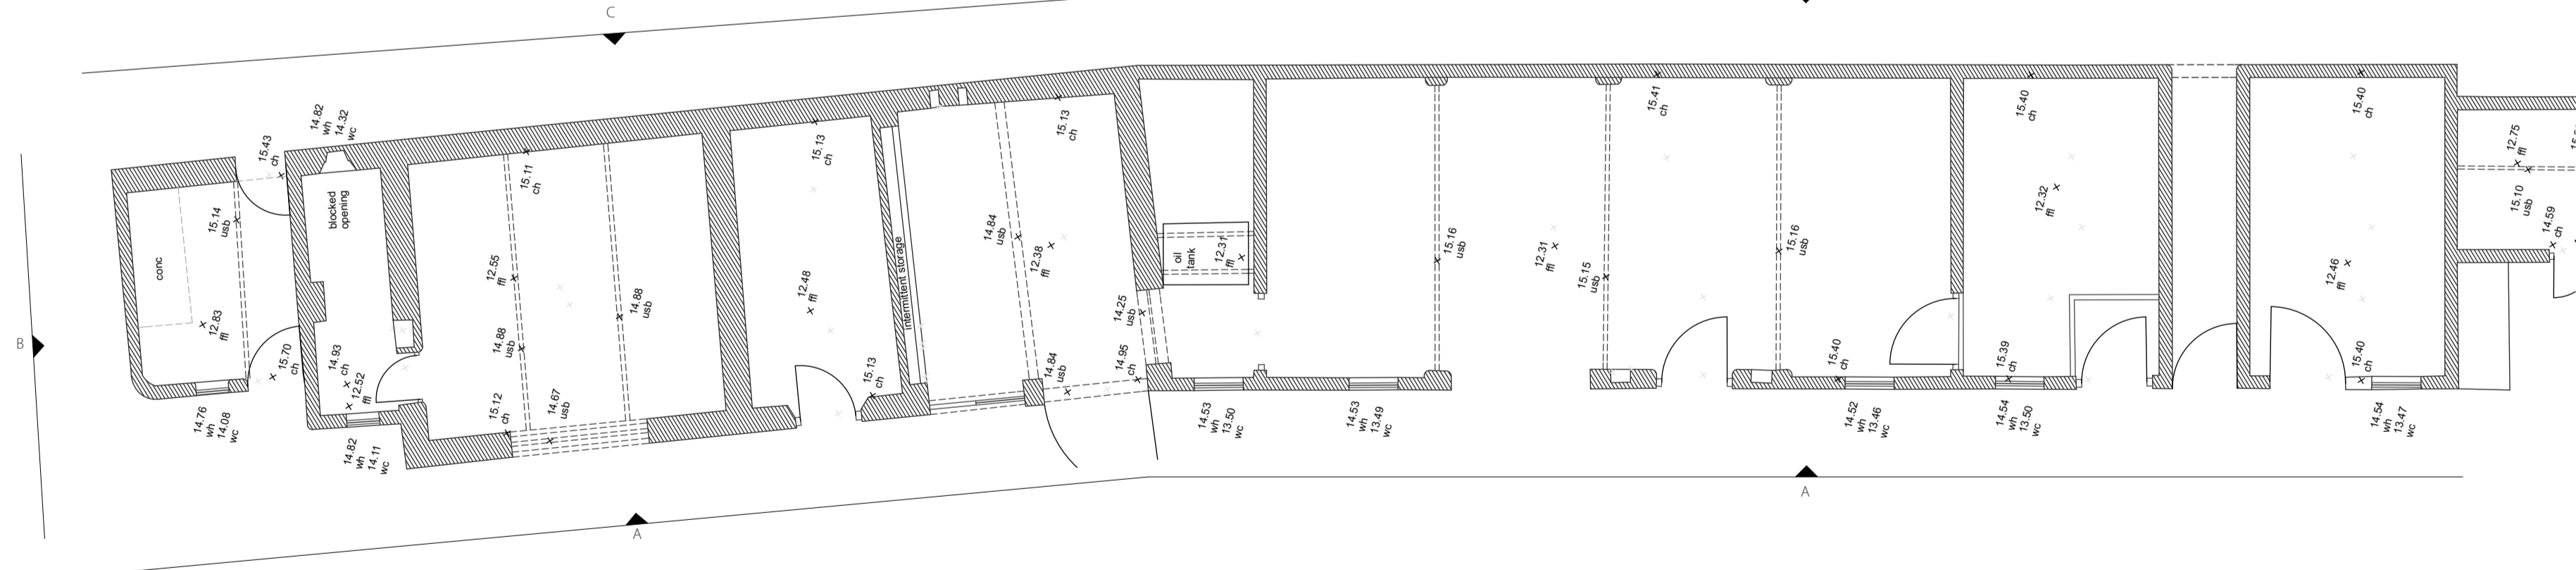 C
15.43
ch
14.82
wh
14.32
wc
blocked
opening
15.14
usb
conc
12.83
ffl
15.70
ch
14.93
ch
12.52
ffl
14.76
wh
14.08
wc
14.82
wh
14.11
wc
B
15.11
ch
12.55
ffl
14.88
usb
14.88
usb
15.12
ch
14.67
usb
15.13
ch
12.48
ffl
15.13
ch
intermittent storage
15.13
ch
14.84
usb
12.38
ffl
14.84
usb
14.25
usb
14.95
ch
A
oil
tank
12.31
ffl
15.16
usb
14.53
wh
13.50
wc
14.53
wh
13.49
wc
12.31
ffl
15.15
usb
15.41
ch
15.16
usb
15.40
ch
14.52
wh
13.46
wc
15.40
ch
12.32
ffl
15.39
ch
14.54
wh
13.50
wc
A
15.40
ch
12.46
ffl
15.40
ch
14.54
wh
13.47
wc
12.75
ffl
15.10
usb
14.59
ch